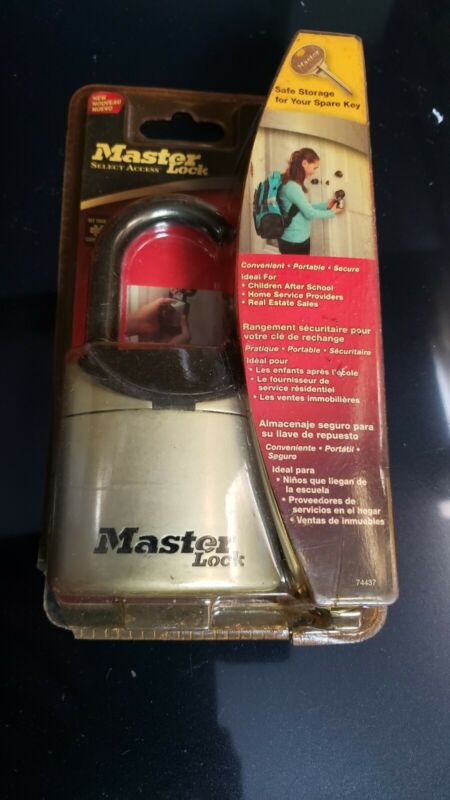 NEW
NOUVEAU
NUEVO
Master
Lock
SELECT ACCESS
Master
Safe Storage
for Your Spare Key
Convenient • Portable • Secure
Ideal For
• Children After School
• Home Service Providers
• Real Estate Sales
Rangement sécuritaire pour
votre clé de rechange
Pratique • Portable • Sécuritaire
Idéal pour
• Les enfants après l'école
• Le fournisseur de
service résidentiel
• Les ventes immobilières
Almacenaje seguro para
su llave de repuesto
Conveniente • Portátil •
Seguro
Ideal para
• Niños que llegan de
la escuela
• Proveedores de
servicios en el hogar
• Ventas de inmuebles
Master
Lock
74437